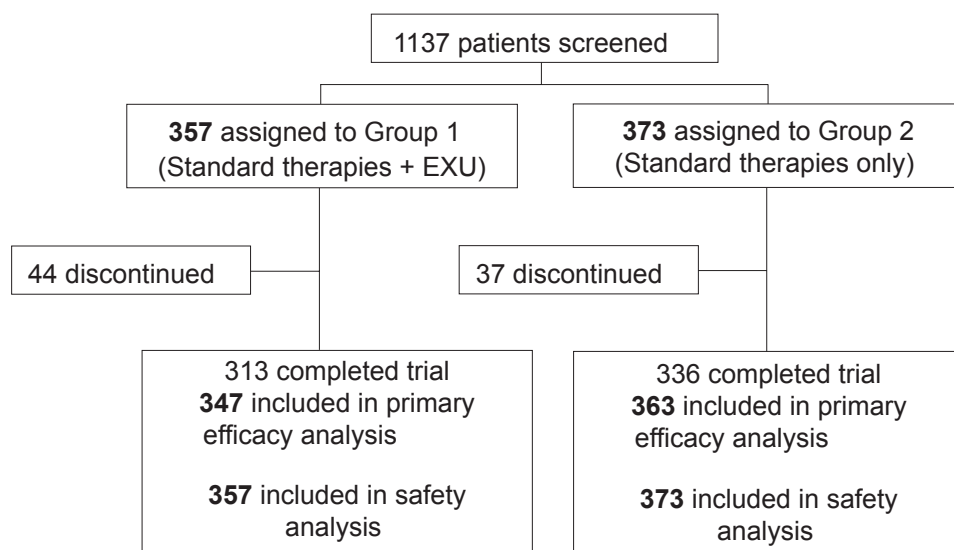 1137 patients screened
357 assigned to Group 1
(Standard therapies + EXU)
373 assigned to Group 2
(Standard therapies only)
44 discontinued
37 discontinued
313 completed trial
347 included in primary
efficacy analysis
357 included in safety
analysis
336 completed trial
363 included in primary
efficacy analysis
373 included in safety
analysis